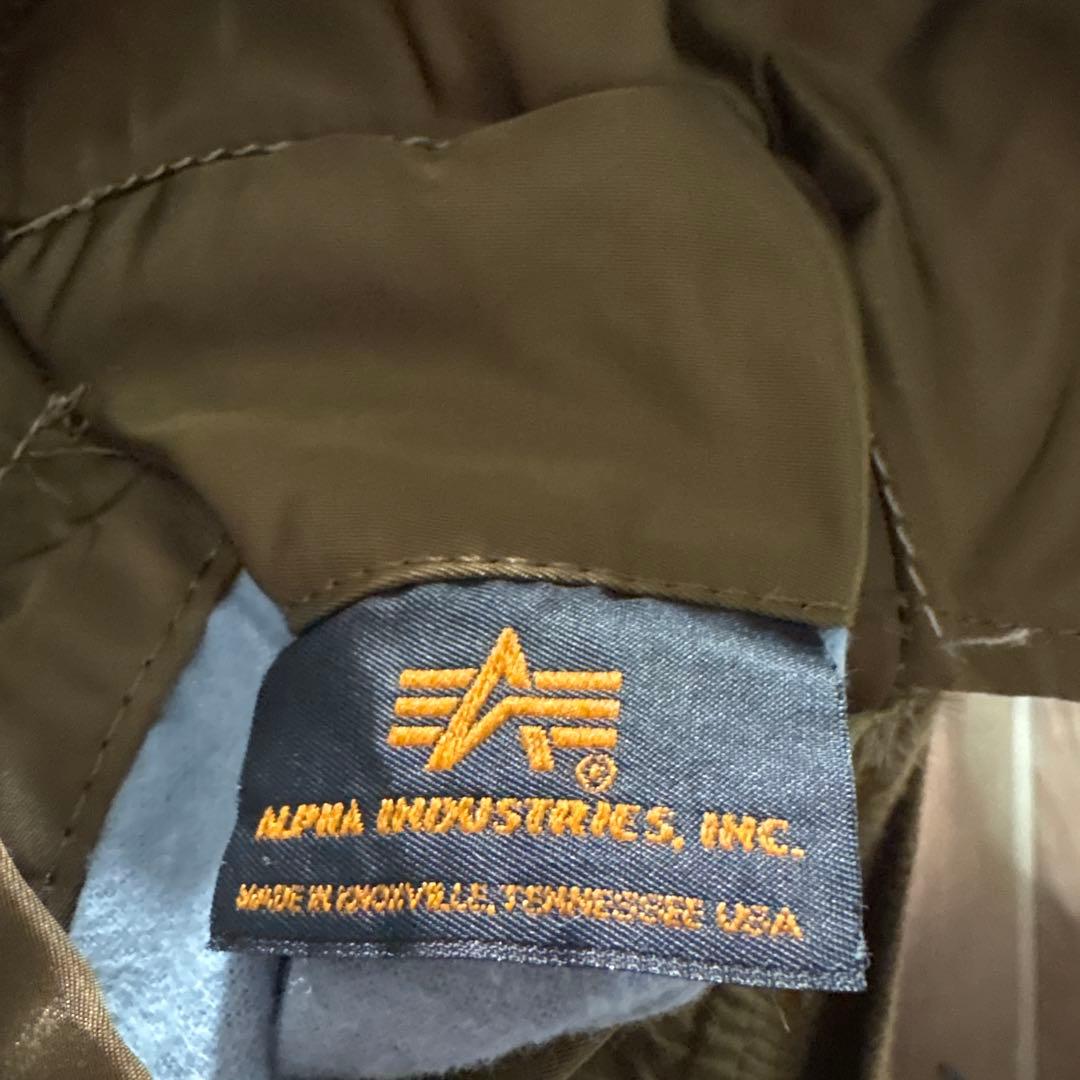 ®
ALPHA INDUSTRIES, INC.
MADE IN KNOXVILLE, TENNESSEE USA